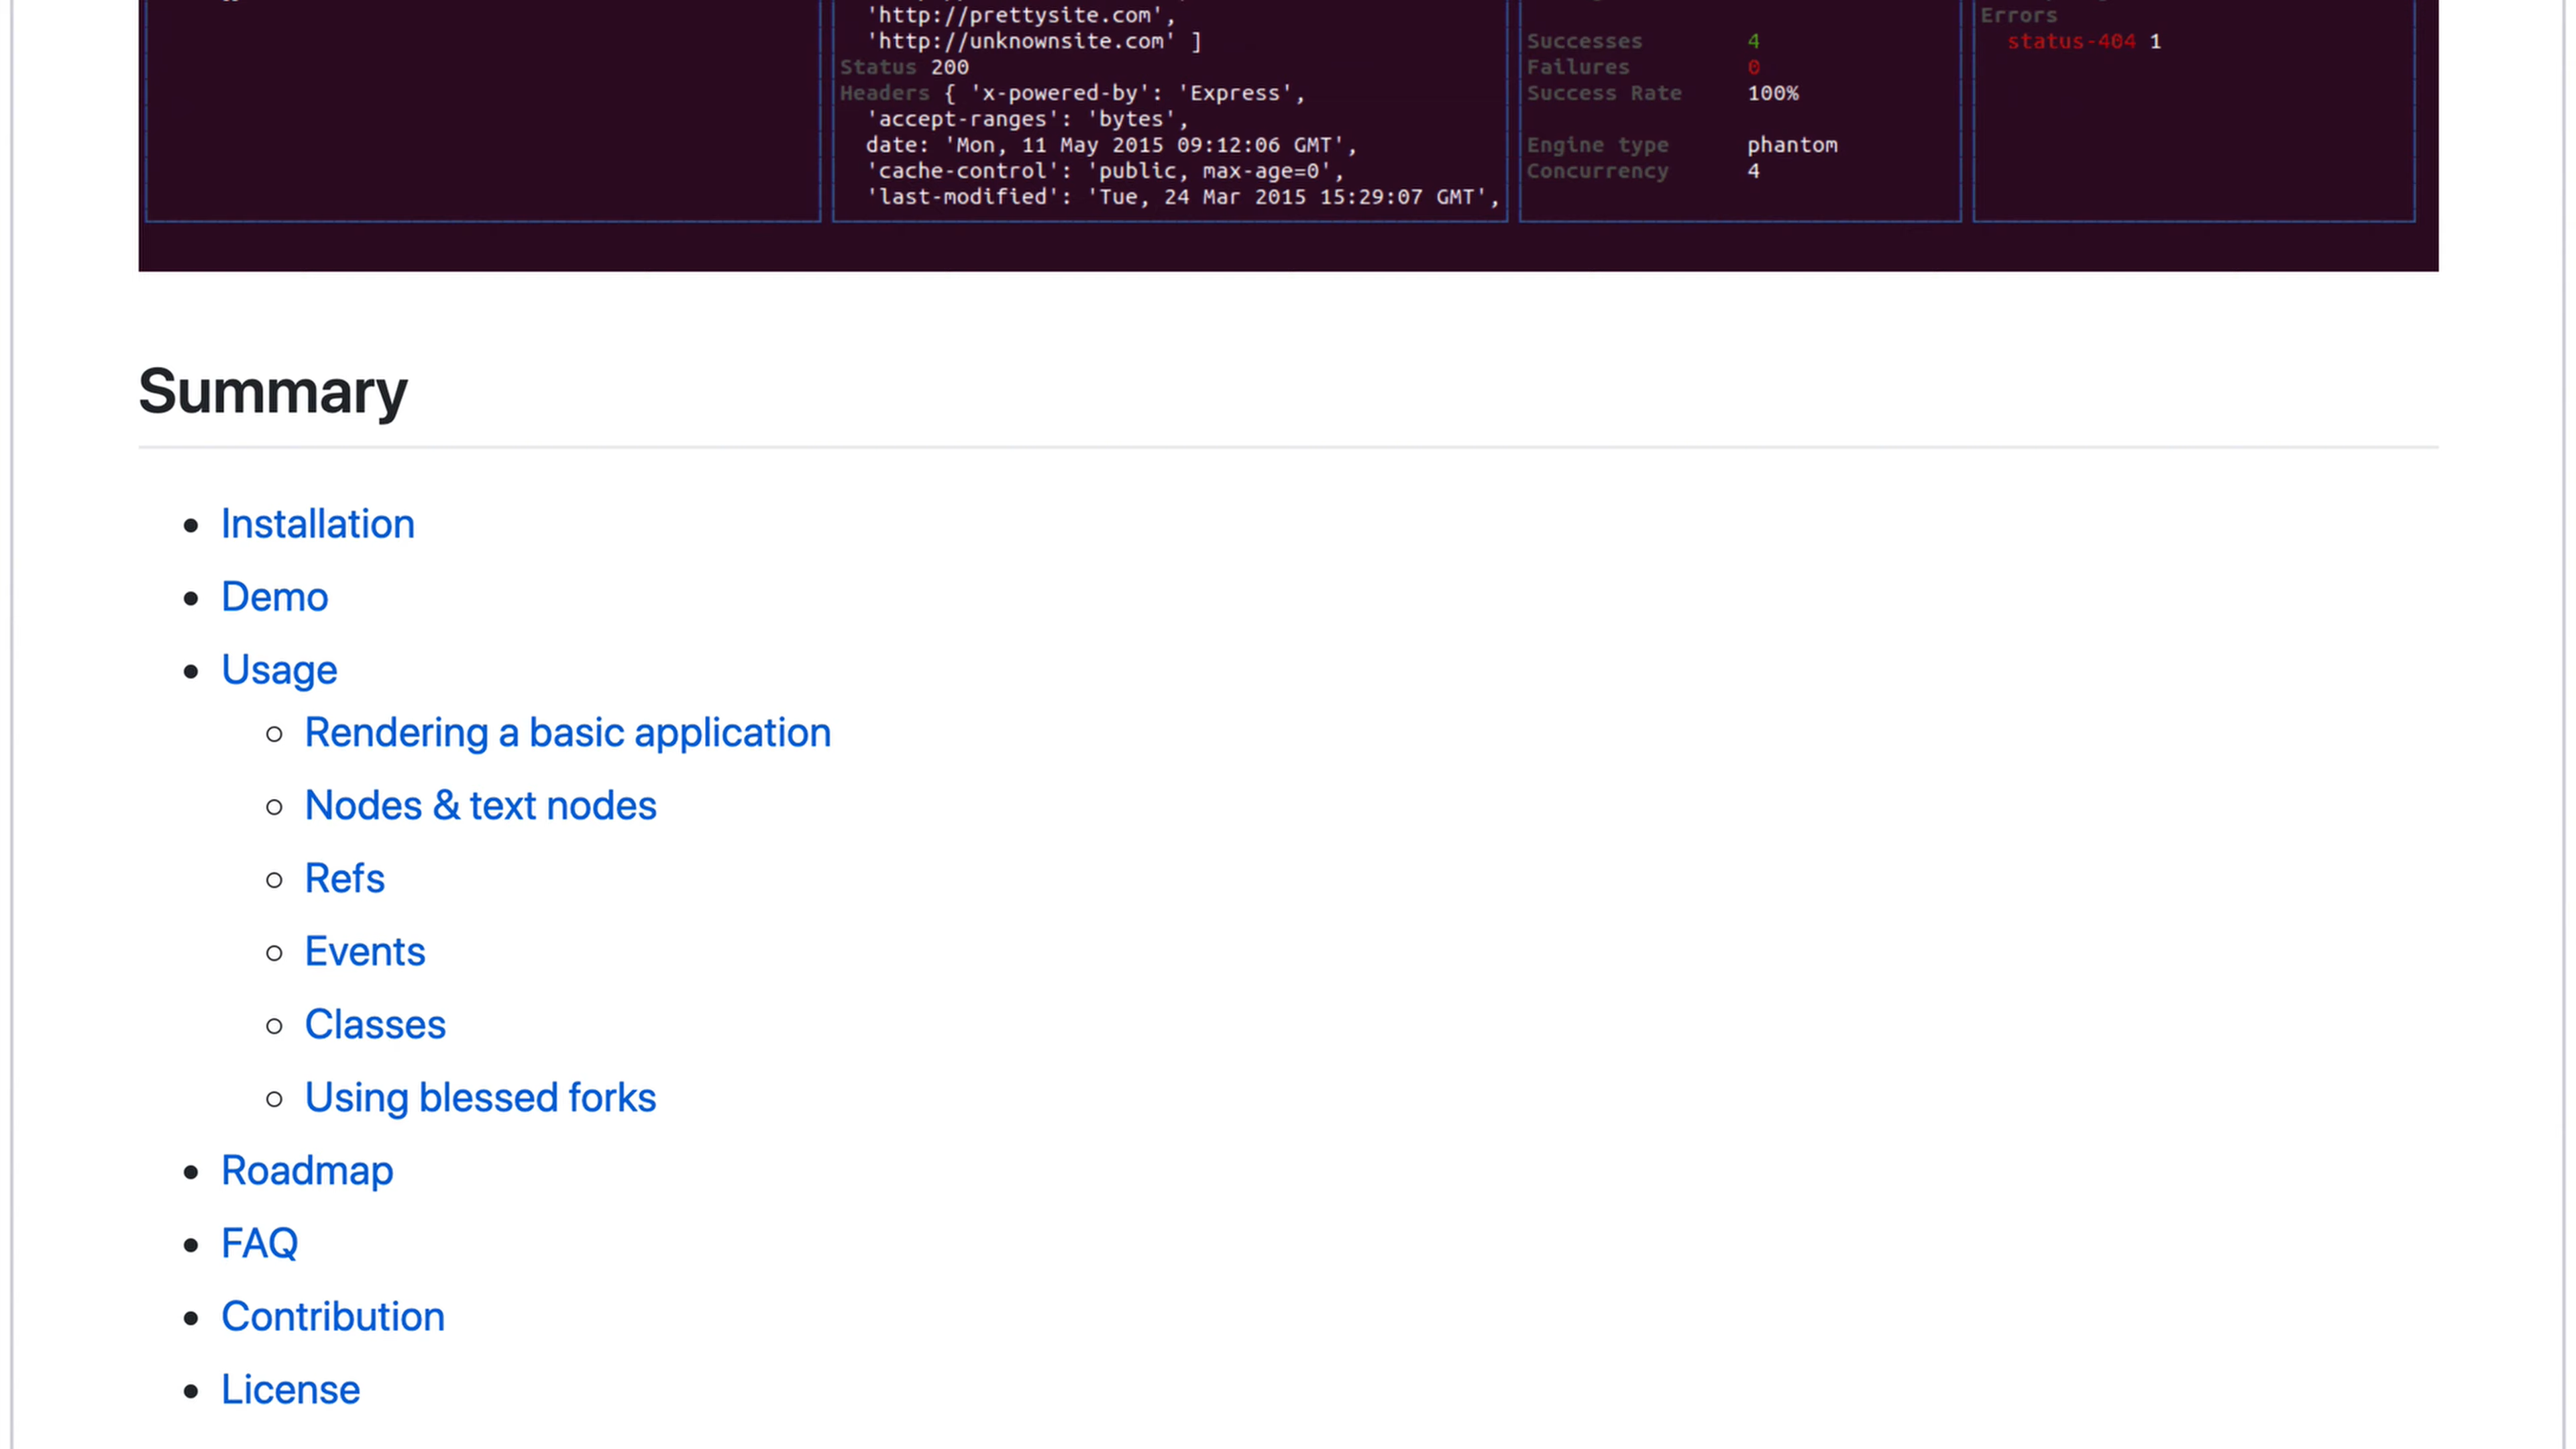 'http://prettysite.com',
'http://unknownsite.com' ]
Status 200
Headers { 'x-powered-by': 'Express',
'accept-ranges': 'bytes',
date: 'Mon, 11 May 2015 09:12:06 GMT',
'cache-control': 'public, max-age=0',
'last-modified': 'Tue, 24 Mar 2015 15:29:07 GMT',
Successes 4
Failures 0
Success Rate 100%
Engine type phantom
Concurrency 4
Errors
status-404 1
Summary
Installation
Demo
Usage
Rendering a basic application
Nodes & text nodes
Refs
Events
Classes
Using blessed forks
Roadmap
FAQ
Contribution
License